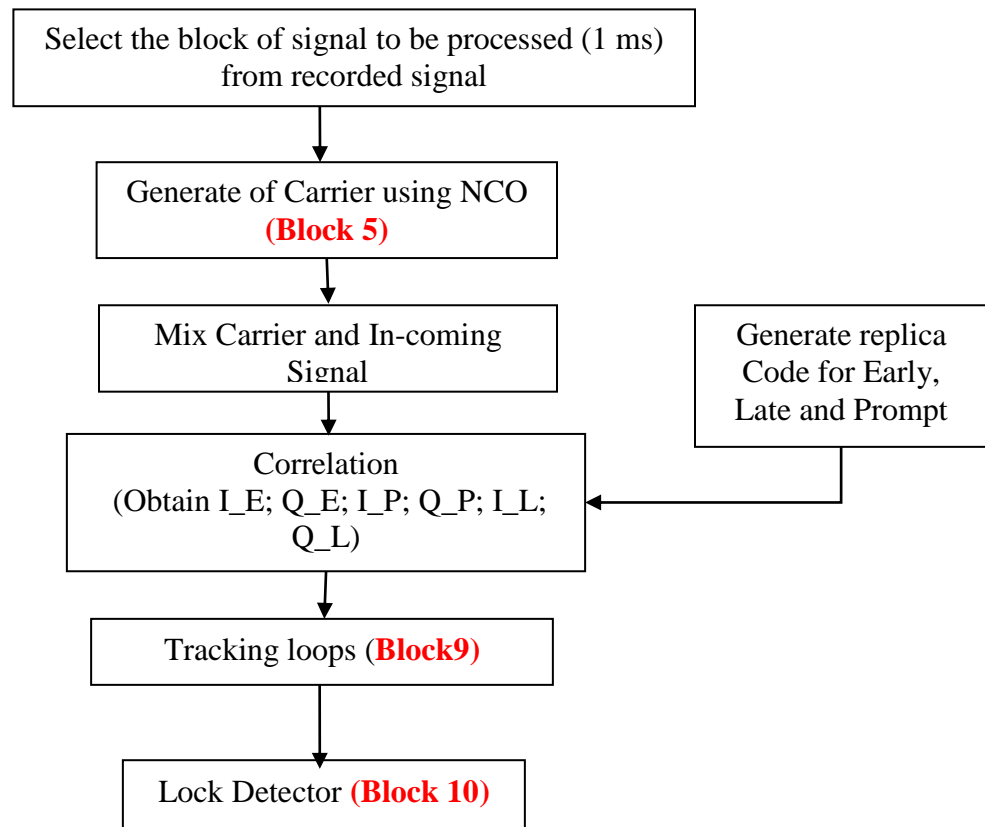 Select the block of signal to be processed (1 ms)
from recorded signal
Generate of Carrier using NCO
(Block 5)
Mix Carrier and In-coming
Signal
Generate replica
Code for Early,
Late and Prompt
Correlation
(Obtain I_E; Q_E; I_P; Q_P; I_L;
Q_L)
Tracking loops (Block9)
Lock Detector (Block 10)